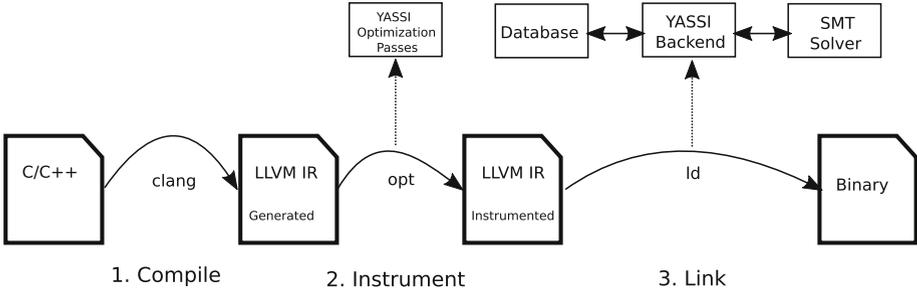 YASSI
Optimization
Passes
Database
YASSI
Backend
SMT
Solver
C/C++
clang
LLVM IR
Generated
opt
LLVM IR
Instrumented
ld
Binary
1. Compile
2. Instrument
3. Link